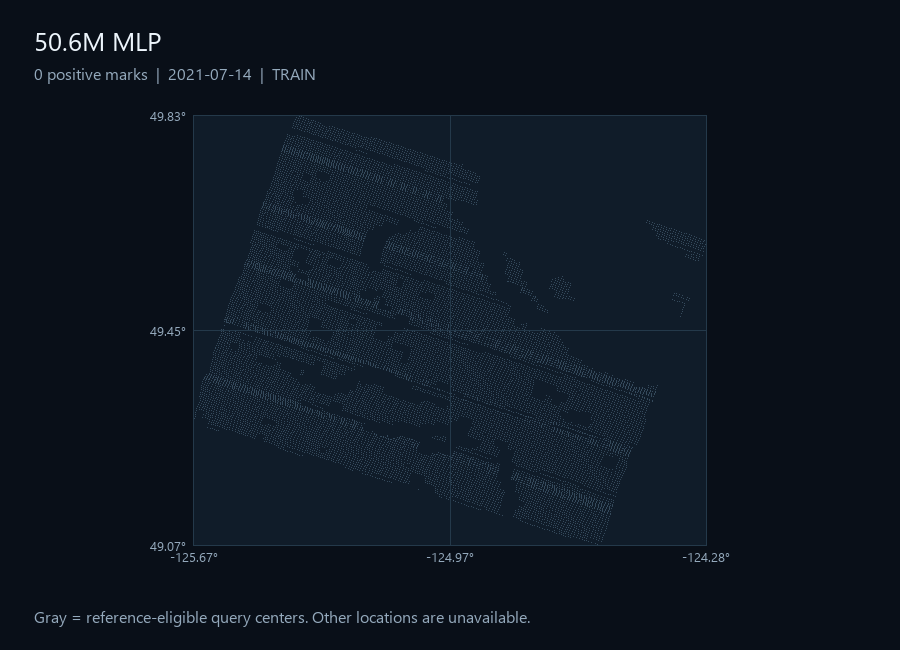 50.6M MLP
0 positive marks | 2021-07-14 | TRAIN
49.83°
49.45°
49.07°
-125.67°
-124.97°
-124.28°
Gray = reference-eligible query centers. Other locations are unavailable.